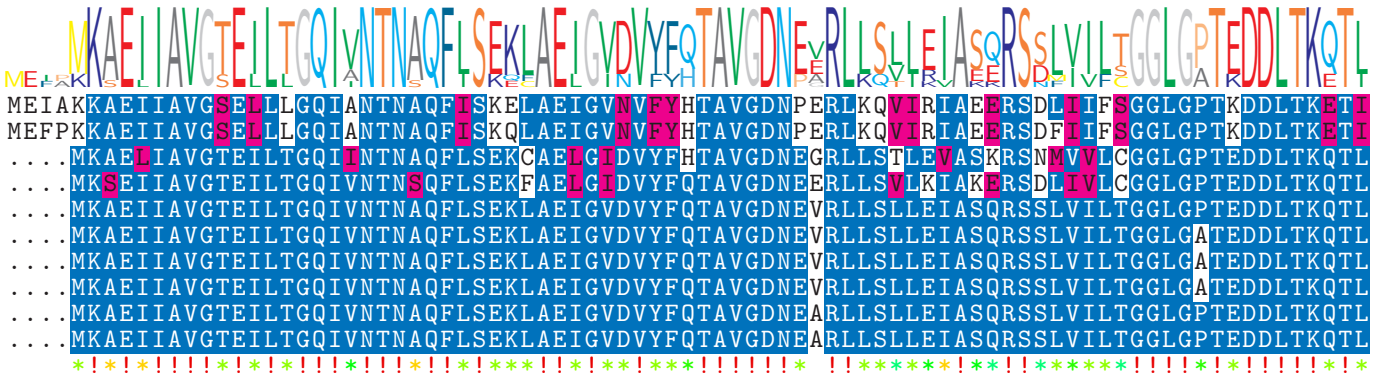 MEIAKKAEIIAVGSELLLGQIANTNAQFISKELAEIGVNVFYHTAVGDNPERLKQVIRIAEERSDLIIFSGGLGPTKDDLTKETI
MEFPKKAEIIAVGSELLLGQIANTNAQFISKQLAEIGVNVFYHTAVGDNPERLKQVIRIAEERSDFIIFSGGLGPTKDDLTKETI
....MKAELIAVGTEILTGQIINTNAQFLSEKCAELGIDVYFHTAVGDNEGRLLSTLEVASKRSNMVVLCGGLGPTEDDLTKQTL
....MKSEIIAVGTEILTGQIVNTNSQFLSEKFAELGIDVYFQTAVGDNEERLLSVLKIAKERSDLIVLCGGLGPTEDDLTKQTL
....MKAEIIAVGTEILTGQIVNTNAQFLSEKLAEIGVDVYFQTAVGDNEVRLLSLLEIASQRSSLVILTGGLGPTEDDLTKQTL
....MKAEIIAVGTEILTGQIVNTNAQFLSEKLAEIGVDVYFQTAVGDNEVRLLSLLEIASQRSSLVILTGGLGATEDDLTKQTL
....MKAEIIAVGTEILTGQIVNTNAQFLSEKLAEIGVDVYFQTAVGDNEVRLLSLLEIASQRSSLVILTGGLGATEDDLTKQTL
....MKAEIIAVGTEILTGQIVNTNAQFLSEKLAEIGVDVYFQTAVGDNEVRLLSLLEIASQRSSLVILTGGLGATEDDLTKQTL
....MKAEIIAVGTEILTGQIVNTNAQFLSEKLAEIGVDVYFQTAVGDNEARLLSLLEIASQRSSLVILTGGLGPTEDDLTKQTL
....MKAEIIAVGTEILTGQIVNTNAQFLSEKLAEIGVDVYFQTAVGDNEARLLSLLEIASQRSSLVILTGGLGPTEDDLTKQTL
*!*!*!!!!*!*!*!!!*!!!*!!*!***!!*!**!***!!!!!!* !!******!**!!******!!!!*!*!!!!!*!*